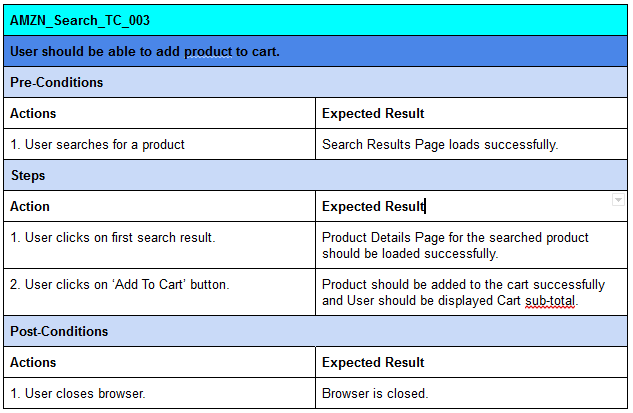 AMZN_Search_TC_003
User should be able to add product to cart.
Pre-Conditions
Actions
Expected Result
1. User searches for a product
Search Results Page loads successfully.
Steps
Action
Expected Result
1. User clicks on first search result.
Product Details Page for the searched product
should be loaded successfully.
2. User clicks on ‘Add To Cart’ button.
Product should be added to the cart successfully
and User should be displayed Cart sub-total.
Post-Conditions
Actions
Expected Result
1. User closes browser.
Browser is closed.